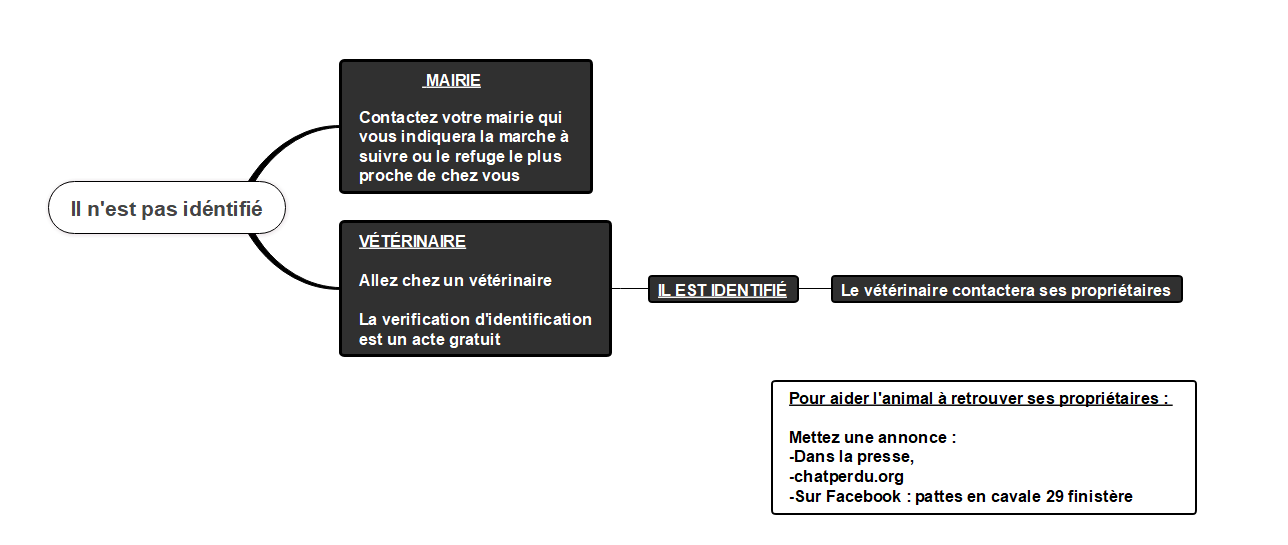 MAIRIE
Contactez votre mairie qui
vous indiquera la marche à
suivre ou le refuge le plus
proche de chez vous
Il n'est pas idéntifié
VÉTÉRINAIRE
Allez chez un vétérinaire
La verification d'identification
est un acte gratuit
IL EST IDENTIFIÉ
Le vétérinaire contactera ses propriétaires
Pour aider l'animal à retrouver ses propriétaires :
Mettez une annonce :
-Dans la presse,
-chatperdu.org
-Sur Facebook : pattes en cavale 29 finistère